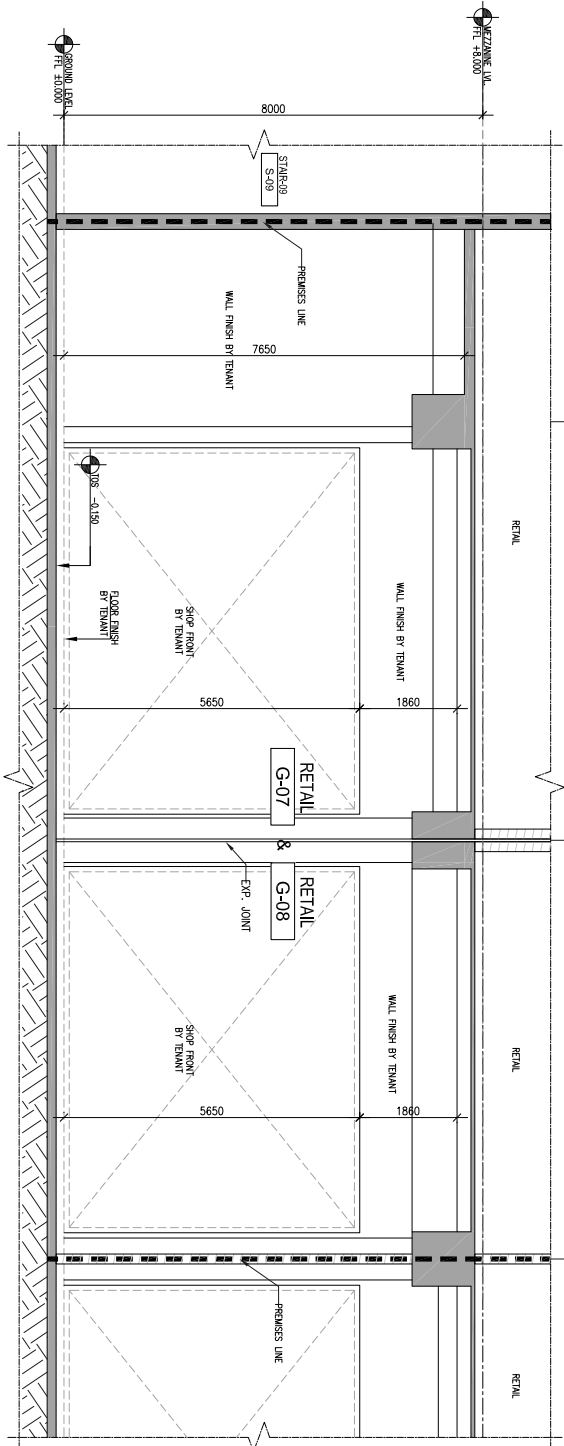 MEZZANINE LVL.
FFL +8.000
GROUND LEVEL
FFL ±0.000
8000
STAIR-09
S-09
PREMISES LINE
WALL FINISH BY TENANT
7650
RETAIL
TOS -0.150
FLOOR FINISH
BY TENANT
SHOP FRONT
BY TENANT
WALL FINISH BY TENANT
5650
1860
RETAIL
G-07
&
RETAIL
G-08
EXP. JOINT
RETAIL
WALL FINISH BY TENANT
SHOP FRONT
BY TENANT
5650
1860
PREMISES LINE
RETAIL